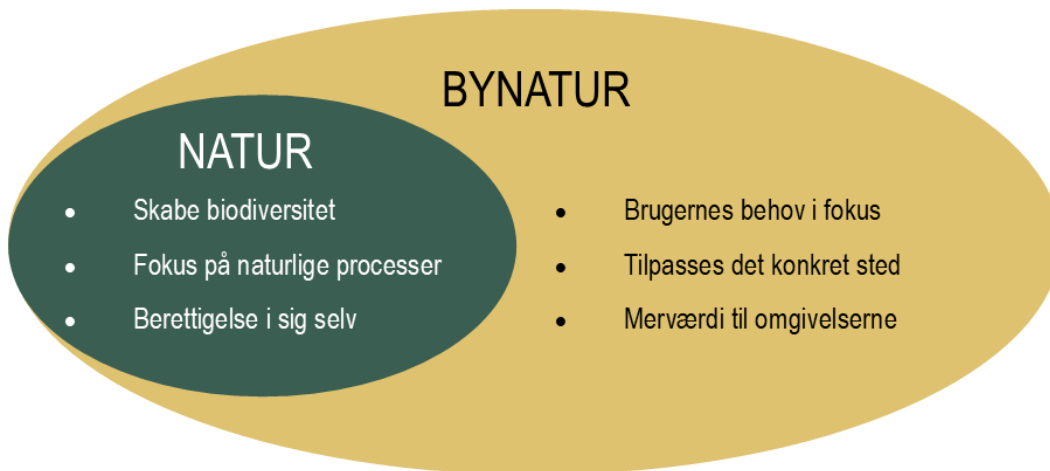 BYNATUR
NATUR
• Skabe biodiversitet
• Fokus på naturlige processer
• Berettigelse i sig selv
• Brugernes behov i fokus
• Tilpasses det konkret sted
• Merværdi til omgivelserne